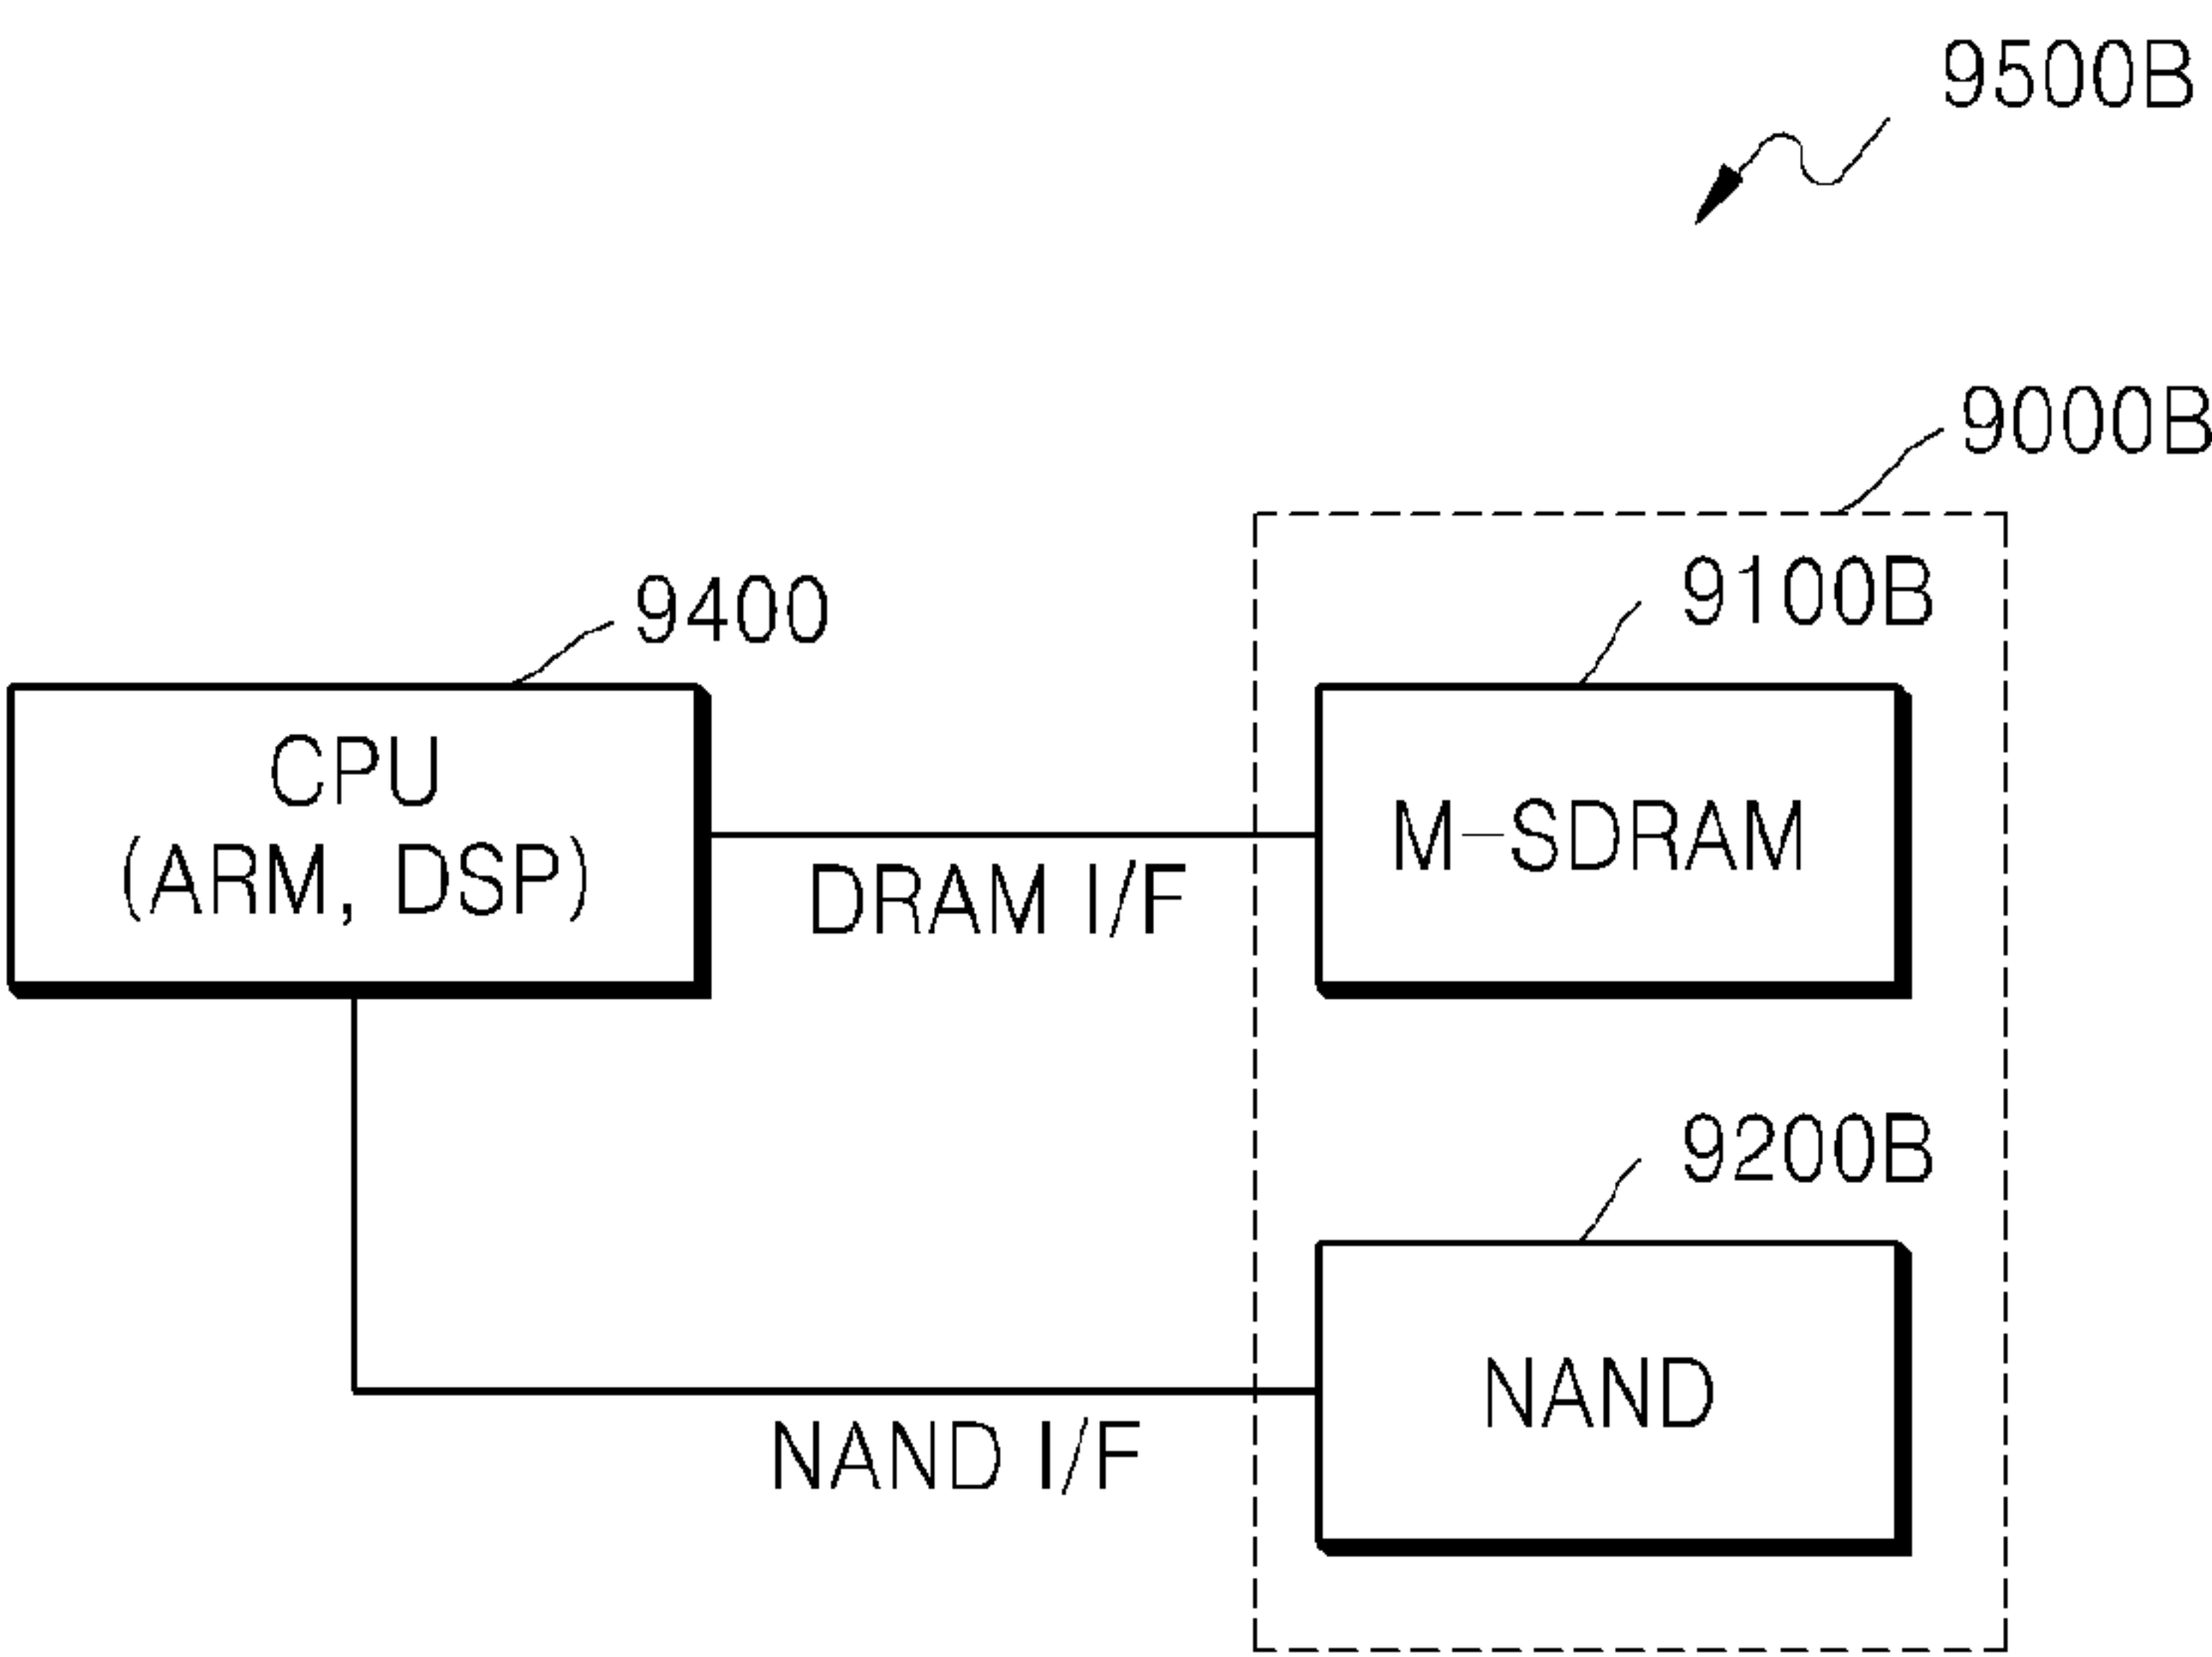 9500B
9000B
9400
9100B
CPU
(ARM, DSP)
M-SDRAM
DRAM I/F
9200B
NAND
NAND I/F